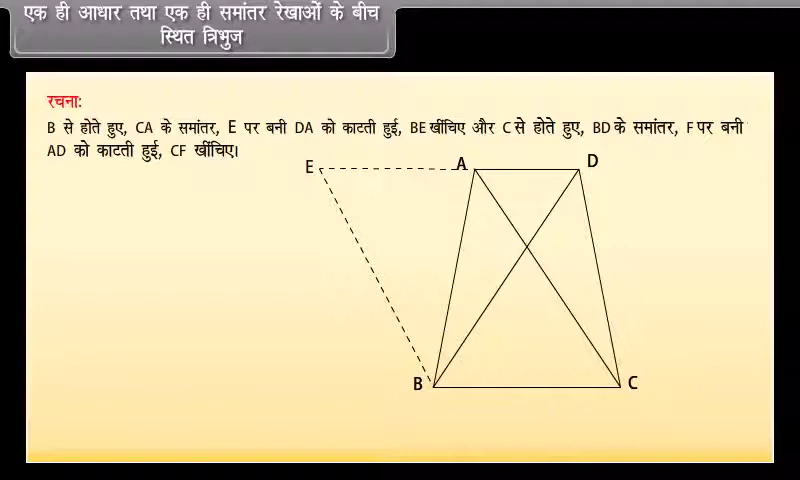 एक ही आधार तथा एक ही समांतर रेखाओं के बीच
स्थित त्रिभुज
रचना:
B से होते हुए, CA के समांतर, E पर बनी DA को काटती हुई, BE खींचिए और C से होते हुए, BD के समांतर, F पर बनी
AD को काटती हुई, CF खींचिए।
E
A
D
B
C